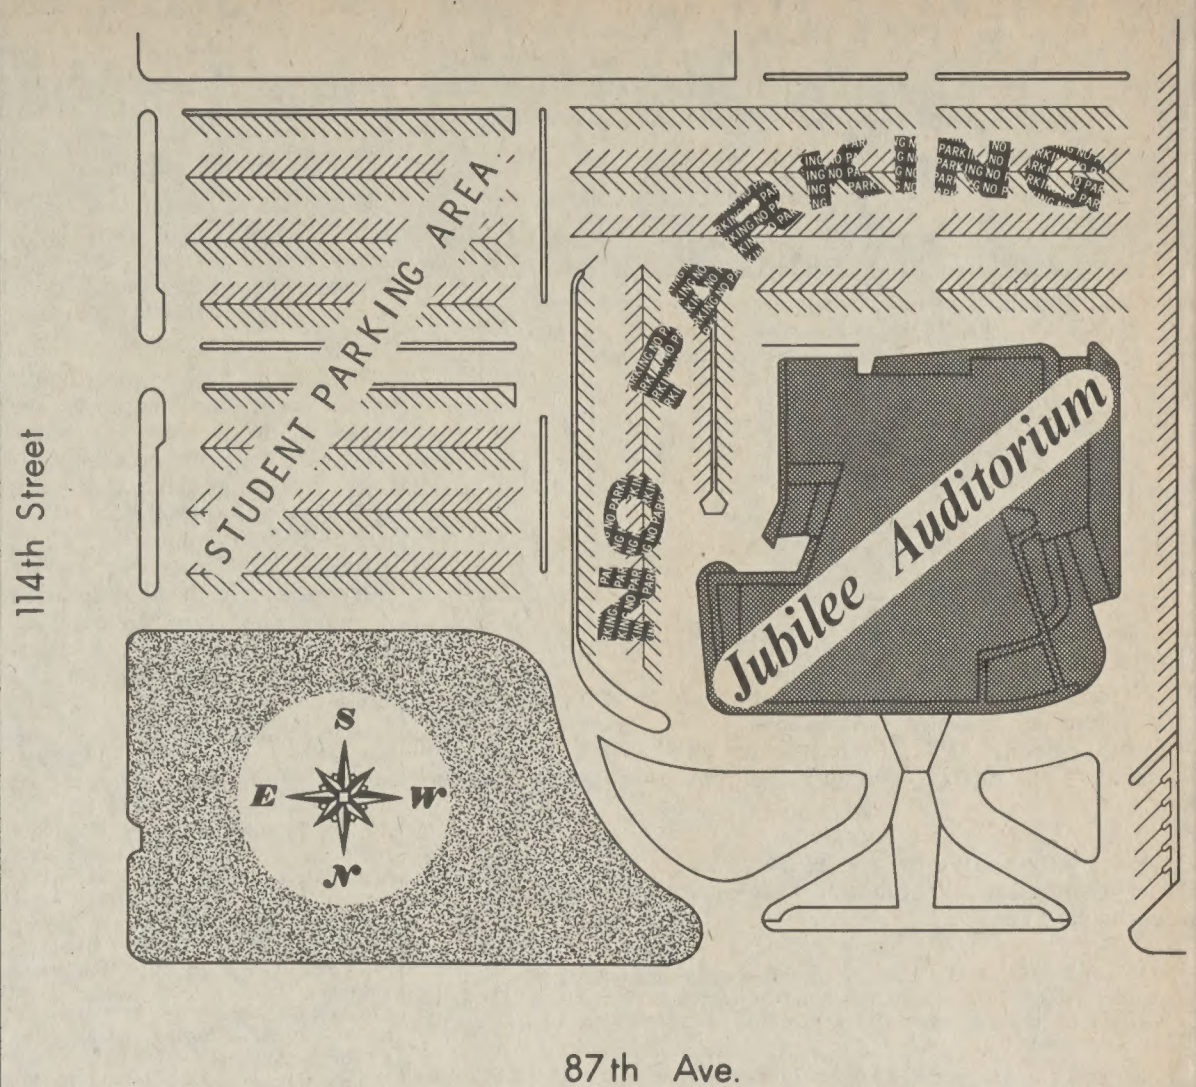 STUDENT PARKING AREA
NO PARKING
Jubilee Auditorium
114th Street
S
E W
N
87th Ave.